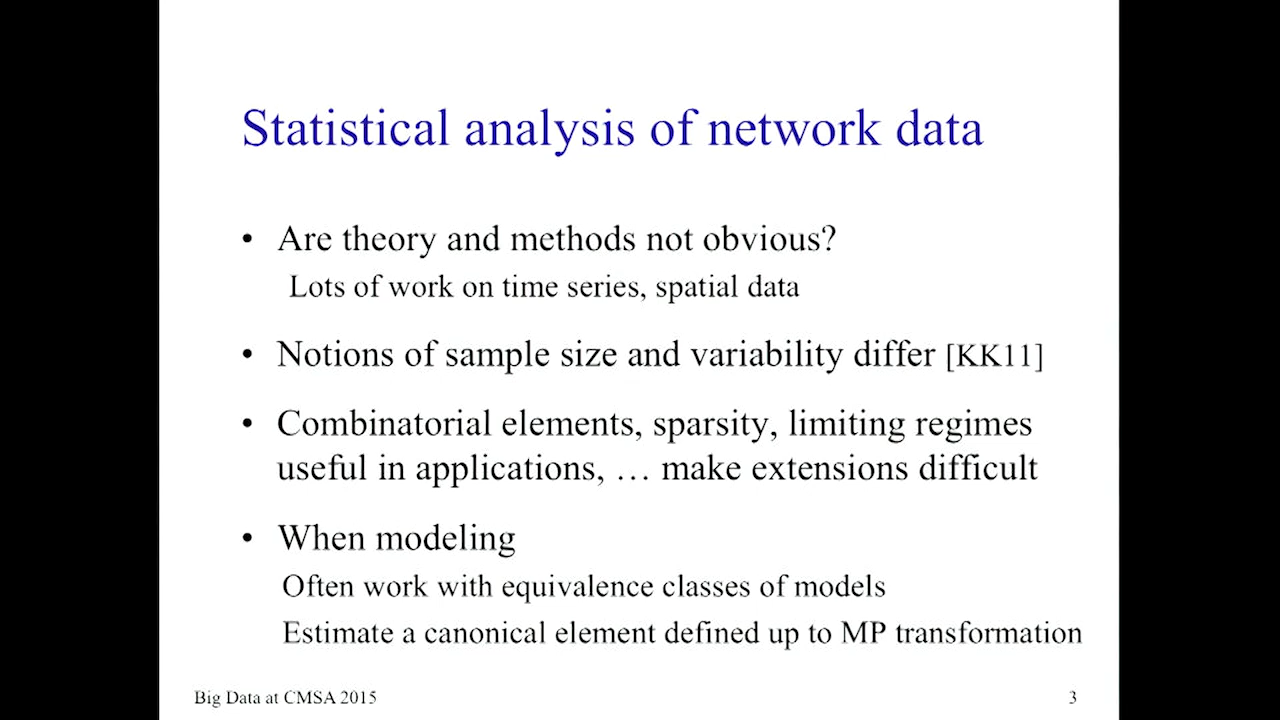 Statistical analysis of network data
• Are theory and methods not obvious?
Lots of work on time series, spatial data
• Notions of sample size and variability differ [KK11]
• Combinatorial elements, sparsity, limiting regimes
useful in applications, … make extensions difficult
• When modeling
Often work with equivalence classes of models
Estimate a canonical element defined up to MP transformation
Big Data at CMSA 2015
3